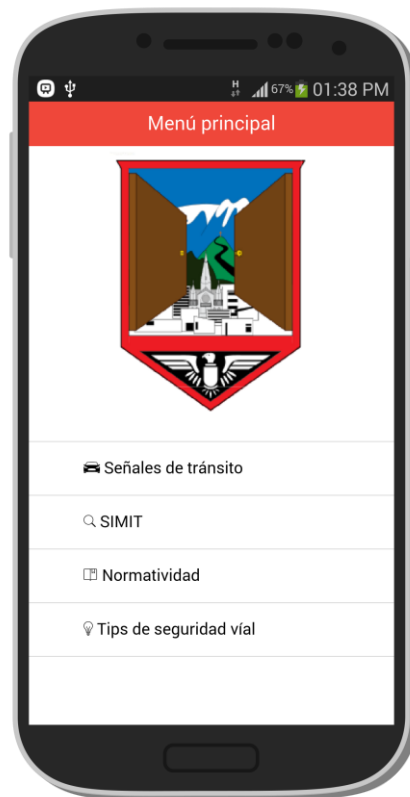 H 67% 01:38 PM
Menú principal
Señales de tránsito
SIMIT
Normatividad
Tips de seguridad víal